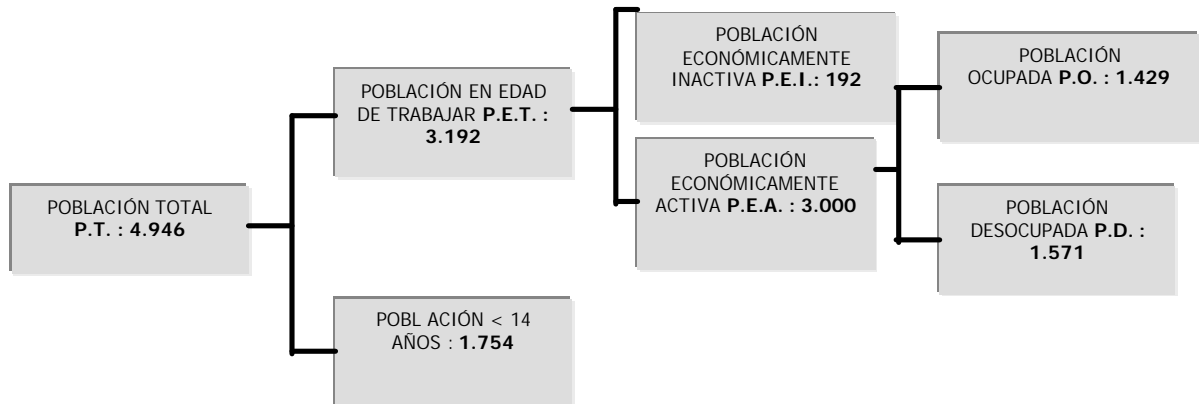 POBLACIÓN TOTAL
P.T. : 4.946
POBLACIÓN EN EDAD
DE TRABAJAR P.E.T. :
3.192
POBL ACIÓN < 14
AÑOS : 1.754
POBLACIÓN
ECONÓMICAMENTE
INACTIVA P.E.I.: 192
POBLACIÓN
ECONÓMICAMENTE
ACTIVA P.E.A. : 3.000
POBLACIÓN
OCUPADA P.O. : 1.429
POBLACIÓN
DESOCUPADA P.D. :
1.571